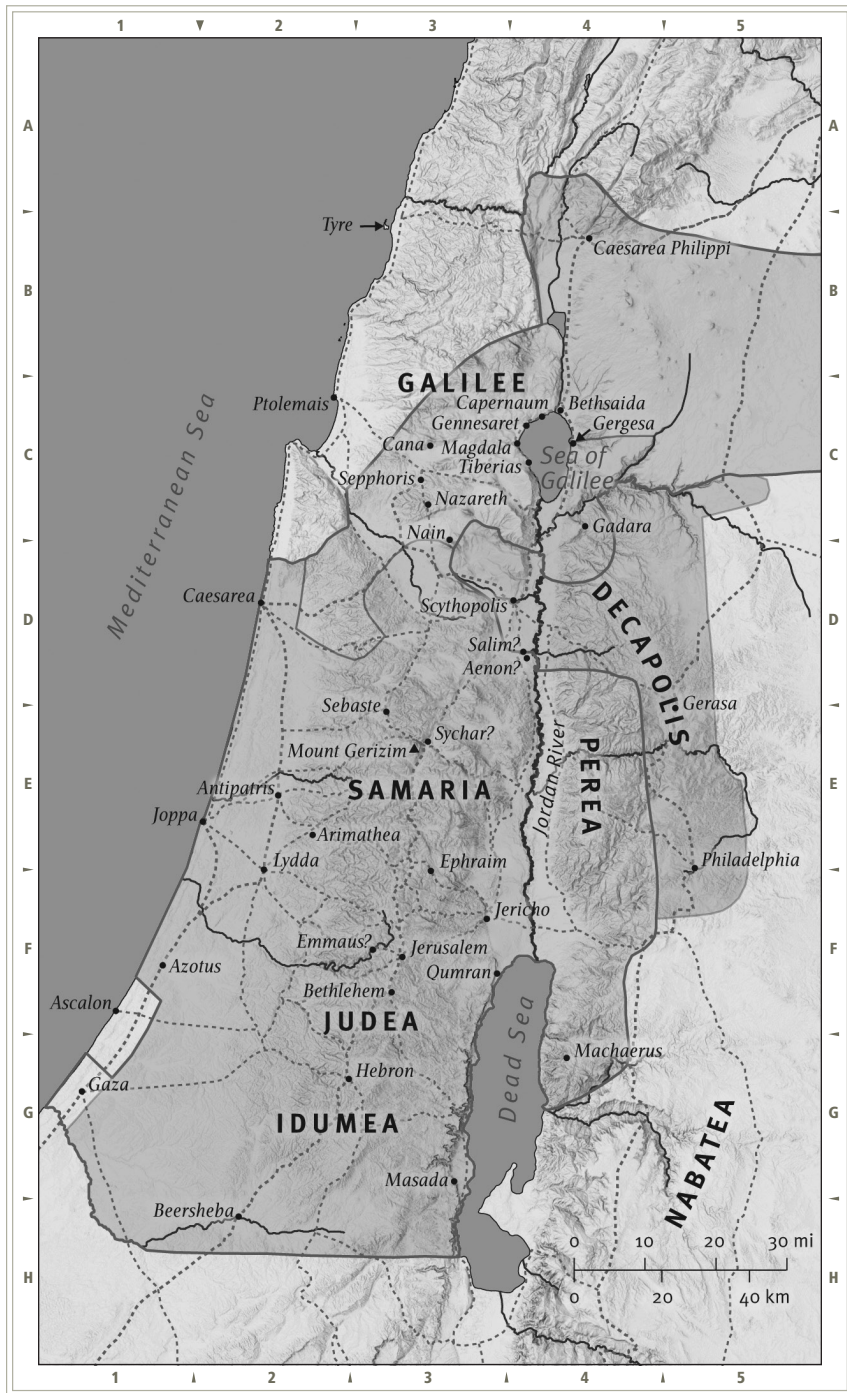 1 2 3 4 5
A A
Tyre
Caesarea Philippi
B B
GALILEE
Ptolemais
Capernaum
Bethsaida
Gennesaret
Gergesa
Cana
Magdala
C C
Sea of
Galilee
Tiberias
Sepphoris
Nazareth
Gadara
Nain
Mediterranean Sea
Caesarea
Scythopolis
DECAPOLIS
D D
Salim?
Aenon?
Sebaste
Gerasa
Sychar?
Mount Gerizim
Jordan River
PEREA
E E
SAMARIA
Antipatris
Joppa
Arimathea
Lydda
Ephraim
Philadelphia
Jericho
F F
Emmaus?
Jerusalem
Azotus
Qumran
Bethlehem
Ascalon
JUDEA
Dead Sea
Machaerus
Hebron
Gaza
G G
IDUMEA
NABATEA
Masada
Beersheba
0 10 20 30 mi
H H
0 20 40 km
1 2 3 4 5